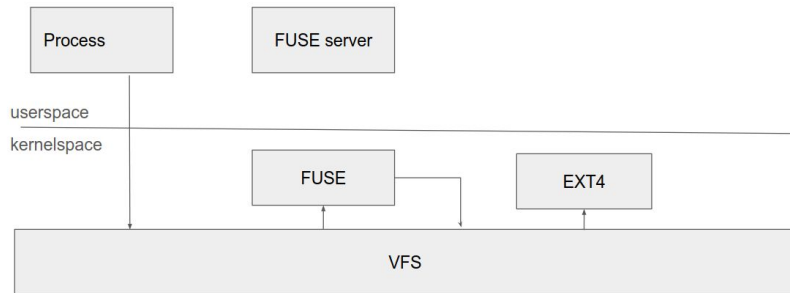 Process
FUSE server
userspace
kernelspace
FUSE
EXT4
VFS